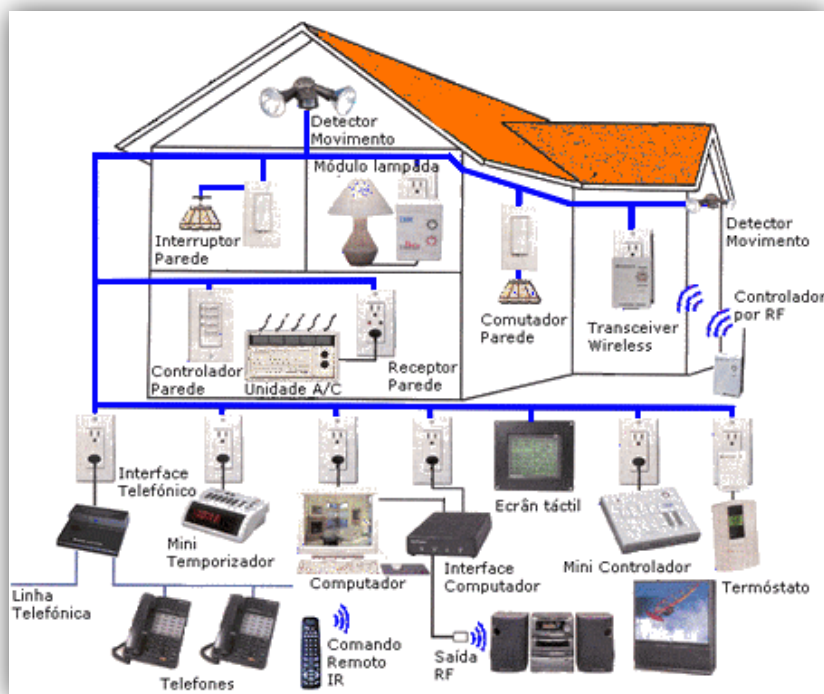 Detector
Movimento
Módulo lampada
Interruptor
Parede
Detector
Movimento
Comutador
Parede
Transceiver
Wireless
Controlador
por RF
Controlador
Parede
Unidade A/C
Receptor
Parede
Interface
Telefónico
Mini
Temporizador
Computador
Interface
Computador
Ecrân táctil
Mini Controlador
Termóstato
Linha
Telefónica
Telefones
Comando
Remoto
IR
Saída
RF